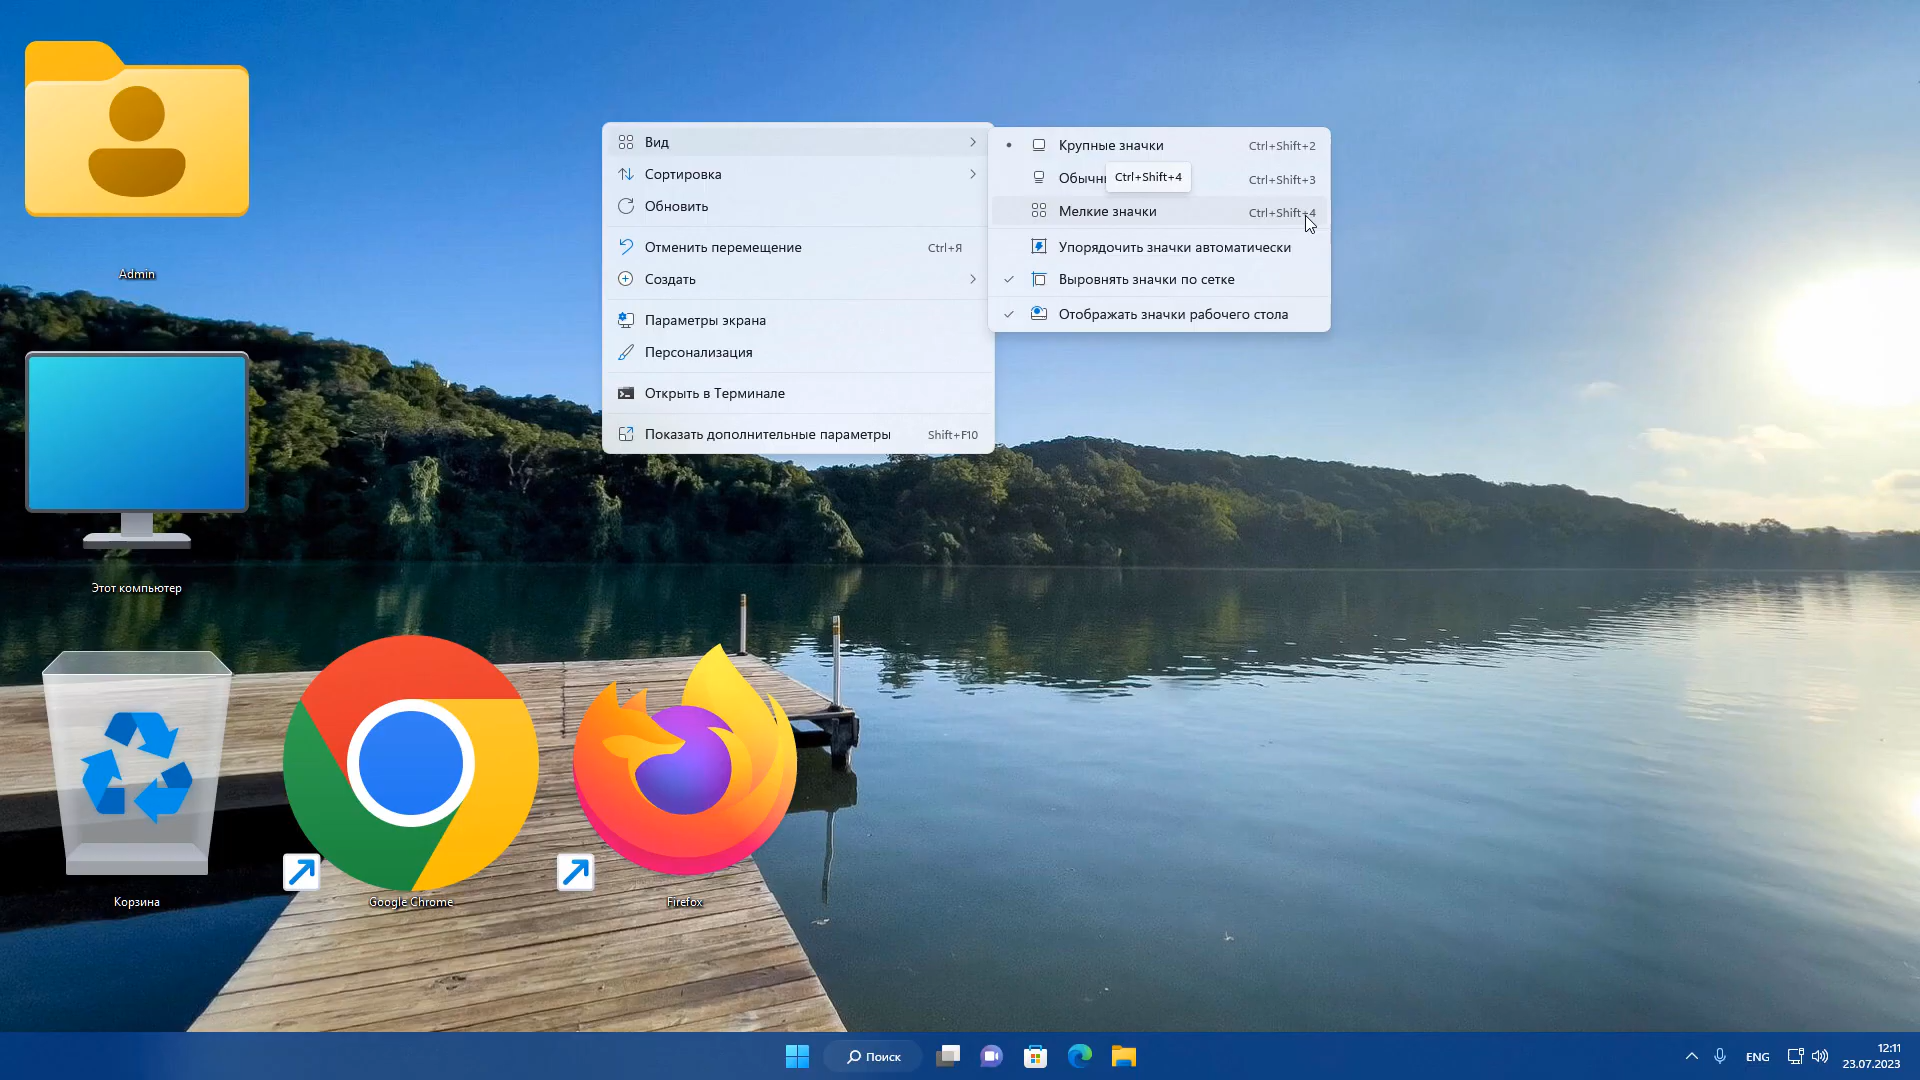 Admin
Этот компьютер
Корзина
Google Chrome
Firefox
Вид
Сортировка
Обновить
Отменить перемещение Ctrl+Я
Создать
Параметры экрана
Персонализация
Открыть в Терминале
Показать дополнительные параметры Shift+F10
Крупные значки Ctrl+Shift+2
Ctrl+Shift+3
Ctrl+Shift+4
Мелкие значки Ctrl+Shift+4
Упорядочить значки автоматически
Выровнять значки по сетке
Отображать значки рабочего стола
Поиск
ENG
12:11
23.07.2023